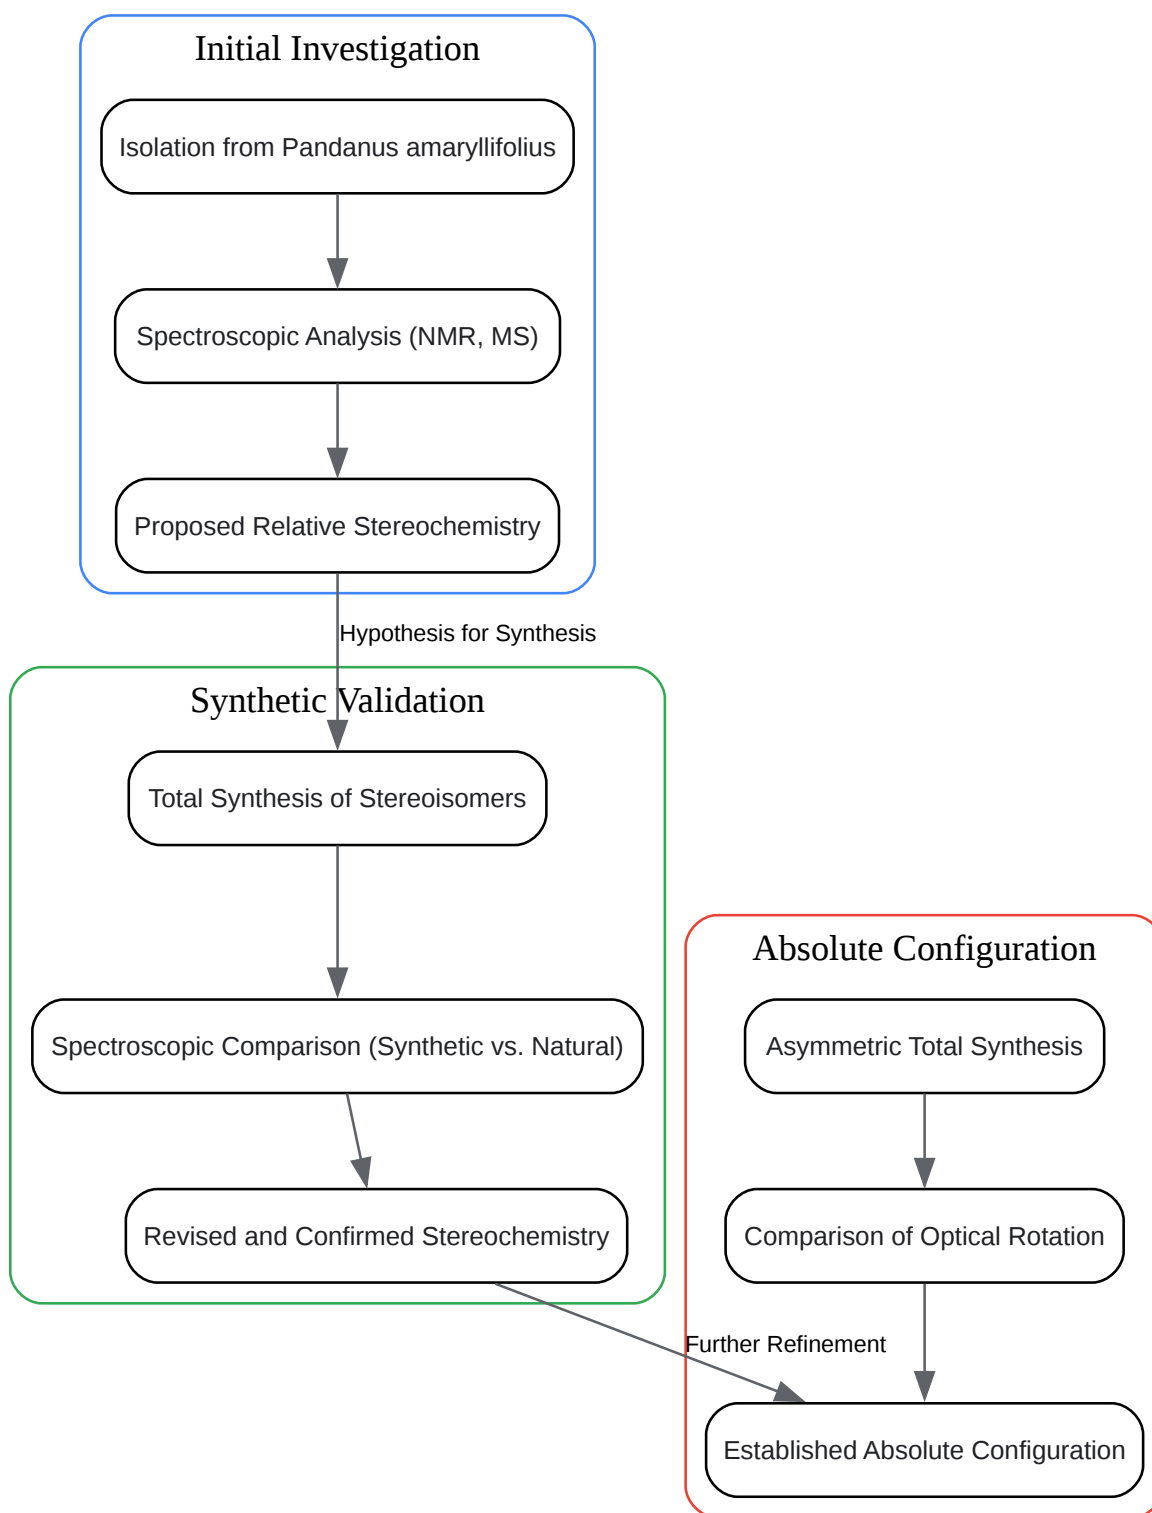 Initial Investigation
Isolation from Pandanus amaryllifolius
Spectroscopic Analysis (NMR, MS)
Proposed Relative Stereochemistry
Hypothesis for Synthesis
Synthetic Validation
Total Synthesis of Stereoisomers
Spectroscopic Comparison (Synthetic vs. Natural)
Revised and Confirmed Stereochemistry
Absolute Configuration
Asymmetric Total Synthesis
Comparison of Optical Rotation
Further Refinement
Established Absolute Configuration